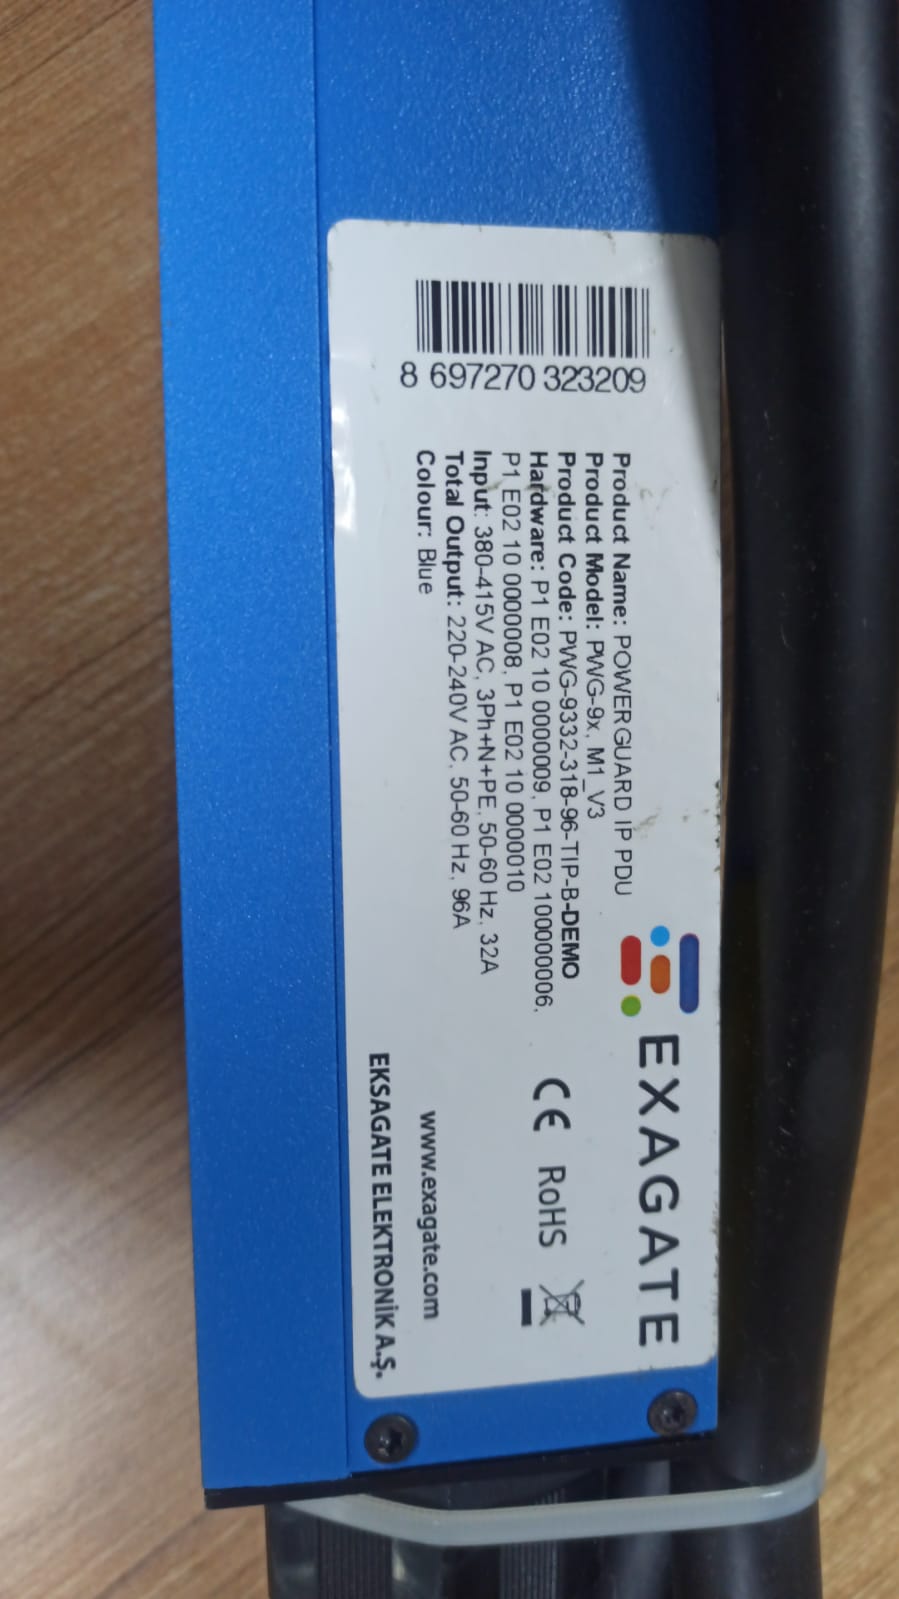 EXAGATE
Product Name: POWERGUARD IP PDU
Product Model: PWG-9x, M1_V3
Product Code: PWG-9332-318-96-TIP-B-DEMO
Hardware: P1 E02 10 0000009, P1 E02 100000006,
P1 E02 10 0000008, P1 E02 10 0000010
Input: 380-415V AC, 3Ph+N+PE, 50-60 Hz, 32A
Total Output: 220-240V AC, 50-60 Hz, 96A
Colour: Blue
8 697270 323209
CE RoHS
www.exagate.com
EKSAGATE ELEKTRONİK A.Ş.